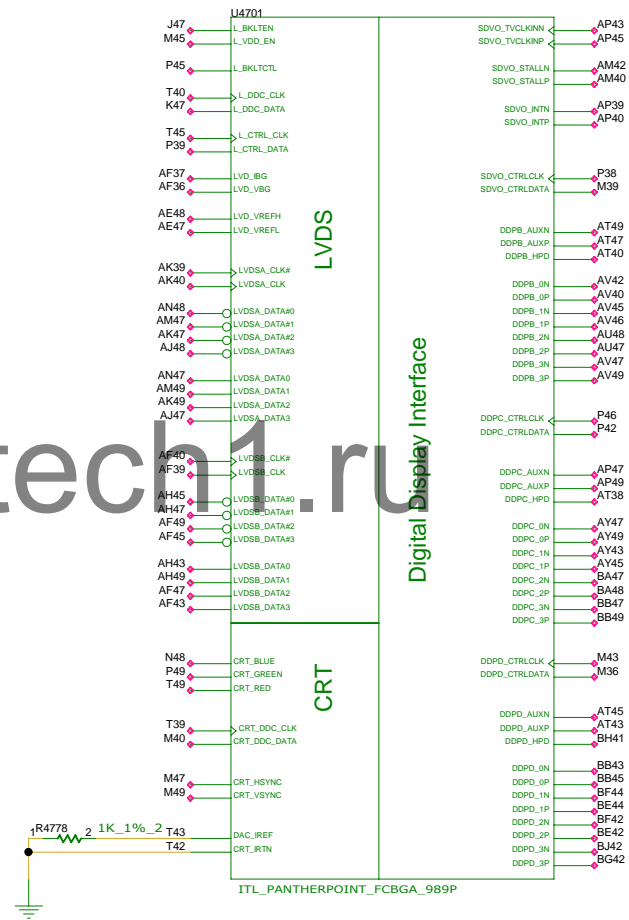 U4701
J47 L_BKLTEN SDVO_TVCLKINN AP43
M45 L_VDD_EN SDVO_TVCLKINP AP45
P45 L_BKLTCTL SDVO_STALLN AM42
SDVO_STALLP AM40
T40 L_DDC_CLK
K47 L_DDC_DATA SDVO_INTN AP39
SDVO_INTP AP40
T45 L_CTRL_CLK
P39 L_CTRL_DATA
AF37 LVD_IBG SDVO_CTRLCLK P38
AF36 LVD_VBG SDVO_CTRLDATA M39
AE48 LVD_VREFH
AE47 LVD_VREFL DDPB_AUXN AT49
DDPB_AUXP AT47
DDPB_HPD AT40
LVDS
AK39 LVDSA_CLK#
AK40 LVDSA_CLK DDPB_0N AV42
DDPB_0P AV40
AN48 LVDSA_DATA#0 DDPB_1N AV45
AM47 LVDSA_DATA#1 DDPB_1P AV46
AK47 LVDSA_DATA#2 DDPB_2N AU48
AJ48 LVDSA_DATA#3 DDPB_2P AU47
DDPB_3N AV47
AN47 LVDSA_DATA0 DDPB_3P AV49
AM49 LVDSA_DATA1
AK49 LVDSA_DATA2
AJ47 LVDSA_DATA3 DDPC_CTRLCLK P46
DDPC_CTRLDATA P42
Digital Display Interface
tech1.ru
AF40 LVDSB_CLK#
AF39 LVDSB_CLK DDPC_AUXN AP47
DDPC_AUXP AP49
AH45 LVDSB_DATA#0 DDPC_HPD AT38
AH47 LVDSB_DATA#1
AF49 LVDSB_DATA#2 DDPC_0N AY47
AF45 LVDSB_DATA#3 DDPC_0P AY49
DDPC_1N AY43
AH43 LVDSB_DATA0 DDPC_1P AY45
AH49 LVDSB_DATA1 DDPC_2N BA47
AF47 LVDSB_DATA2 DDPC_2P BA48
AF43 LVDSB_DATA3 DDPC_3N BB47
DDPC_3P BB49
N48 CRT_BLUE DDPD_CTRLCLK M43
P49 CRT_GREEN DDPD_CTRLDATA M36
T49 CRT_RED
CRT
DDPD_AUXN AT45
T39 CRT_DDC_CLK DDPD_AUXP AT43
M40 CRT_DDC_DATA DDPD_HPD BH41
DDPD_0N BB43
M47 CRT_HSYNC DDPD_0P BB45
M49 CRT_VSYNC DDPD_1N BF44
DDPD_1P BE44
DDPD_2N BF42
1 R4778 2 1K_1%_2 T43 DAC_IREF DDPD_2P BE42
T42 CRT_IRTN DDPD_3N BJ42
DDPD_3P BG42
ITL_PANTHERPOINT_FCBGA_989P